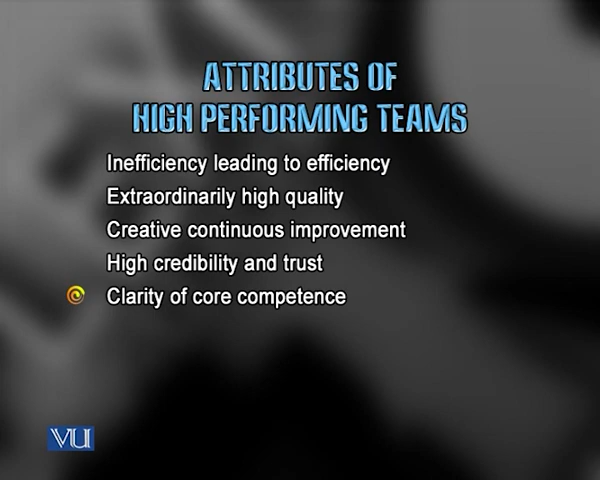 ATTRIBUTES OF
HIGH PERFORMING TEAMS
Inefficiency leading to efficiency
Extraordinarily high quality
Creative continuous improvement
High credibility and trust
Clarity of core competence
VU